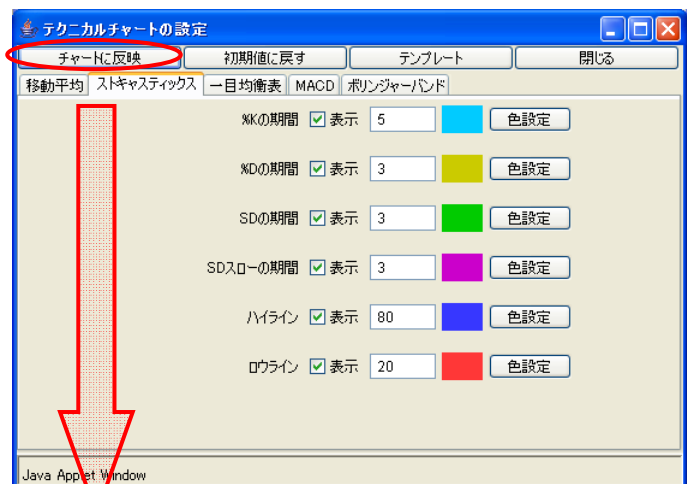 テクニカルチャートの設定
チャートに反映 初期値に戻す テンプレート 閉じる
移動平均 ストキャスティックス 一目均衡表 MACD ボリンジャーバンド
%Kの期間 表示 5 色設定
%Dの期間 表示 3 色設定
SDの期間 表示 3 色設定
SDスローの期間 表示 3 色設定
ハイライン 表示 80 色設定
ロウライン 表示 20 色設定
Java Applet Window